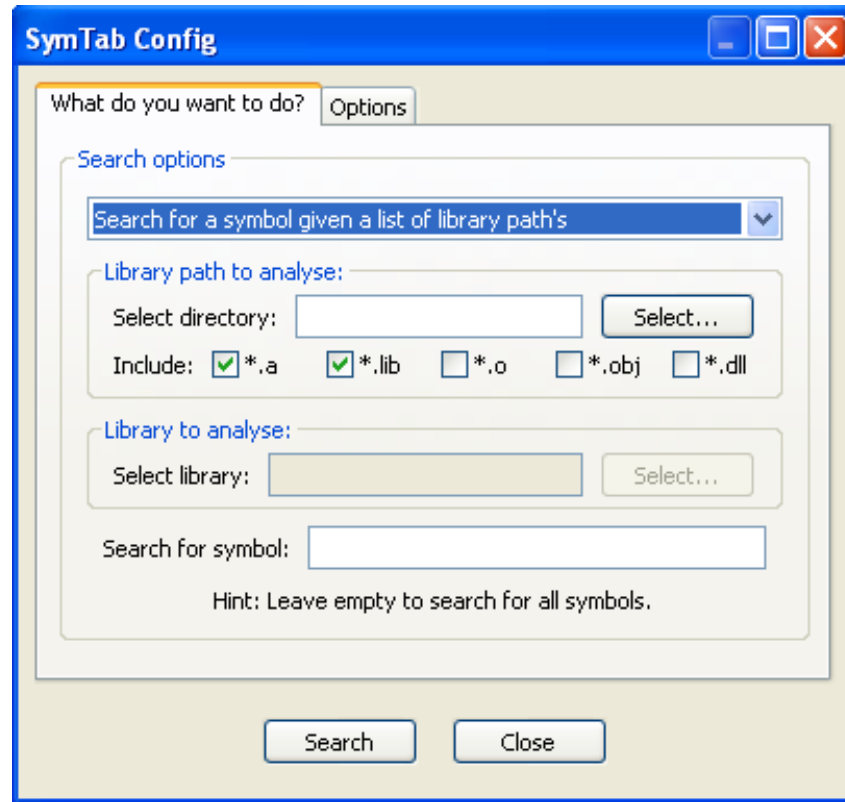 SymTab Config
What do you want to do? Options
Search options
Search for a symbol given a list of library path's
Library path to analyse:
Select directory: Select...
Include: *.a *.lib *.o *.obj *.dll
Library to analyse:
Select library: Select...
Search for symbol:
Hint: Leave empty to search for all symbols.
Search Close